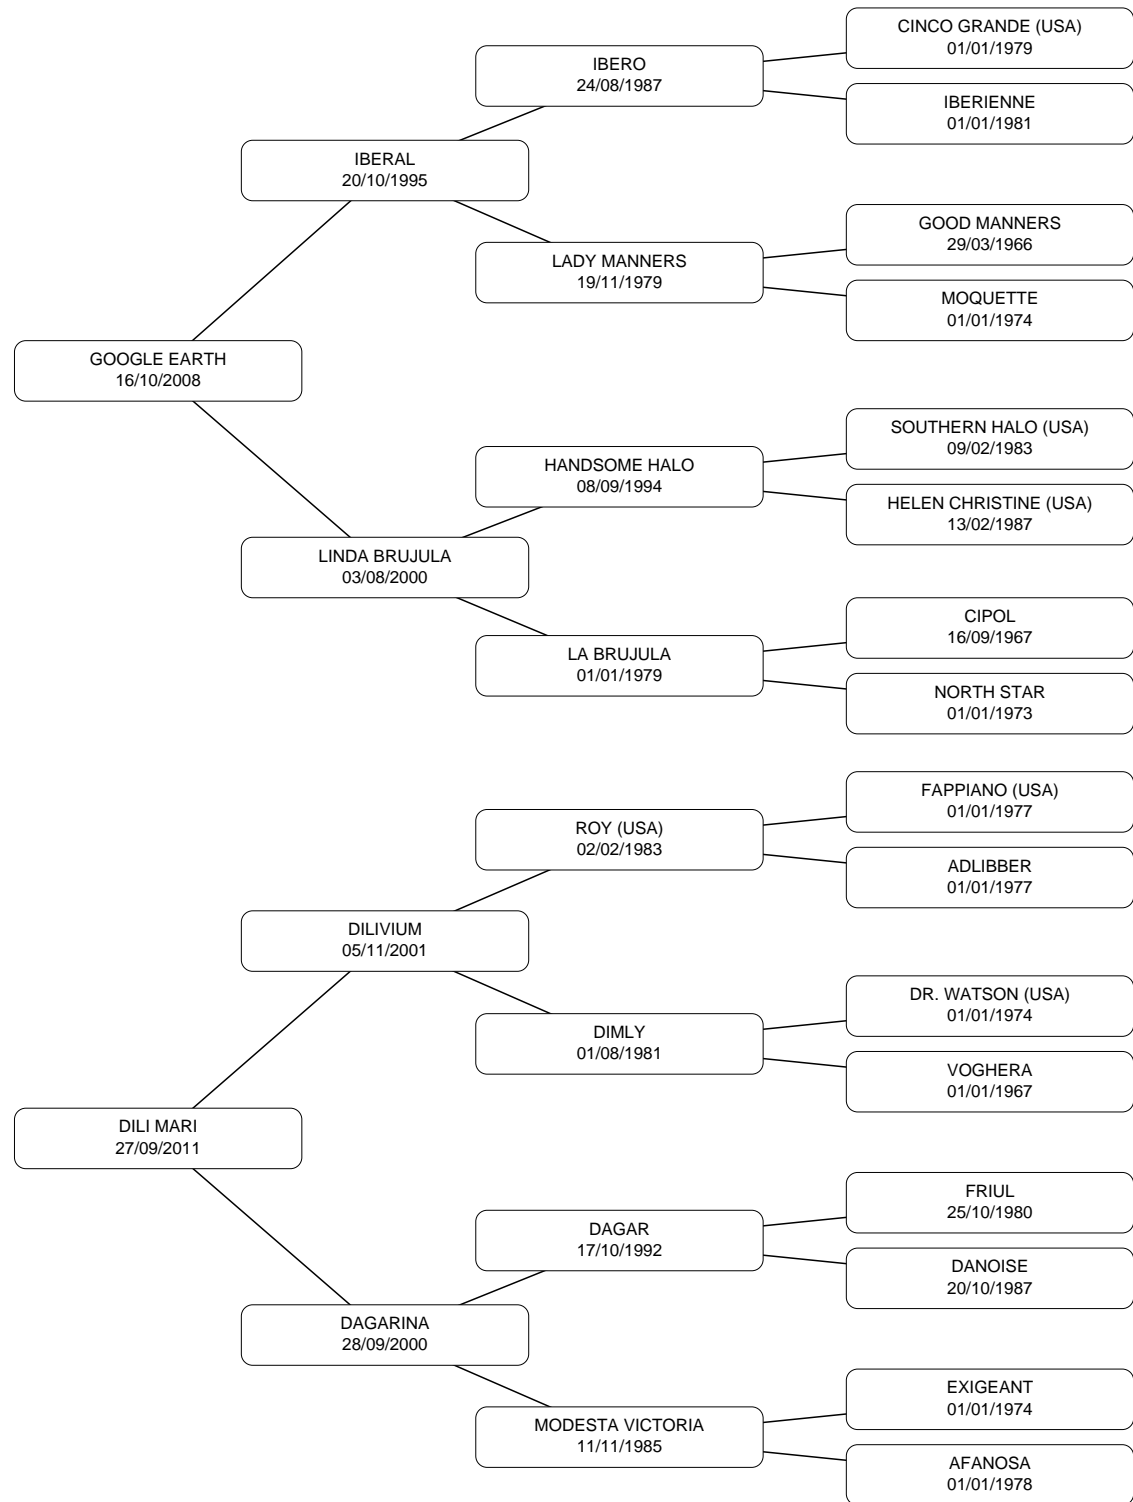 CINCO GRANDE (USA)
01/01/1979
IBERO
24/08/1987
IBERIENNE
01/01/1981
IBERAL
20/10/1995
GOOD MANNERS
29/03/1966
LADY MANNERS
19/11/1979
MOQUETTE
01/01/1974
GOOGLE EARTH
16/10/2008
SOUTHERN HALO (USA)
09/02/1983
HANDSOME HALO
08/09/1994
HELEN CHRISTINE (USA)
13/02/1987
LINDA BRUJULA
03/08/2000
CIPOL
16/09/1967
LA BRUJULA
01/01/1979
NORTH STAR
01/01/1973
FAPPIANO (USA)
01/01/1977
ROY (USA)
02/02/1983
ADLIBBER
01/01/1977
DILIVIUM
05/11/2001
DR. WATSON (USA)
01/01/1974
DIMLY
01/08/1981
VOGHERA
01/01/1967
DILI MARI
27/09/2011
FRIUL
25/10/1980
DAGAR
17/10/1992
DANOISE
20/10/1987
DAGARINA
28/09/2000
EXIGEANT
01/01/1974
MODESTA VICTORIA
11/11/1985
AFANOSA
01/01/1978